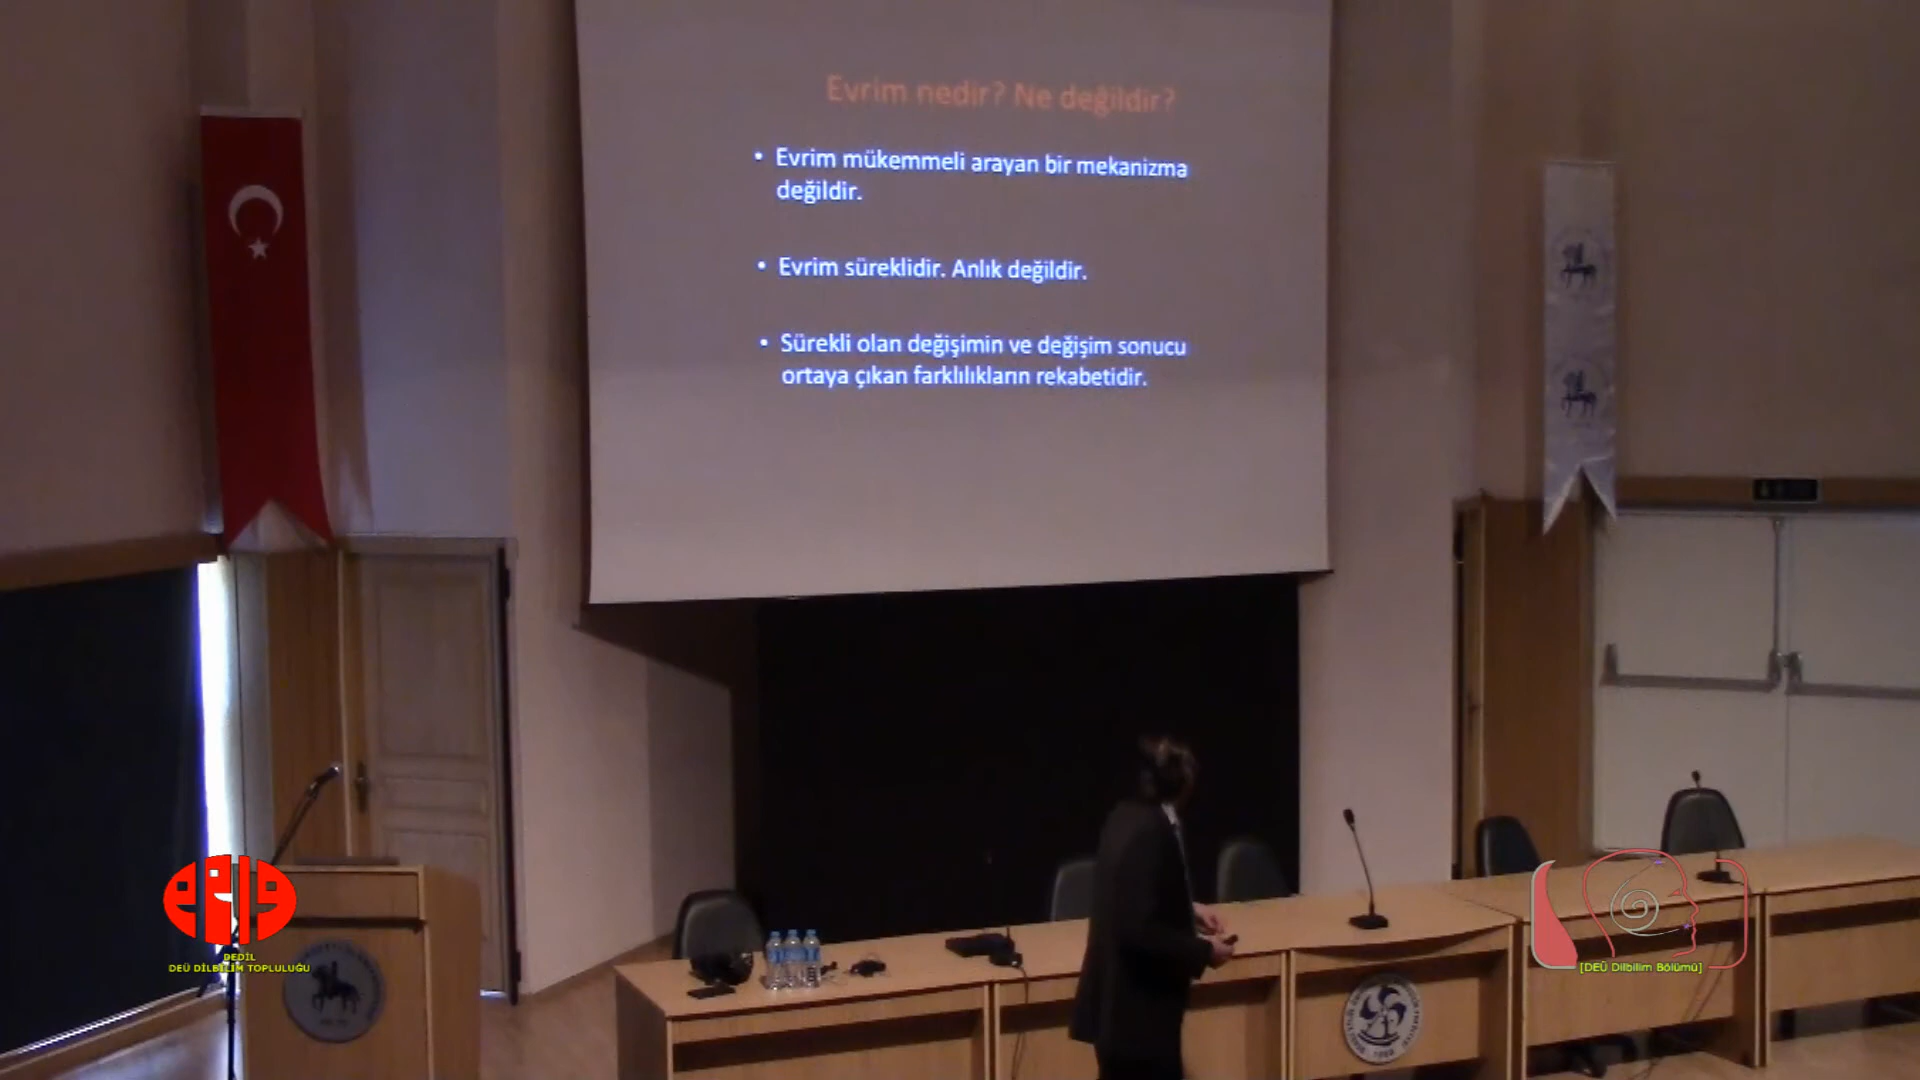 Evrim nedir? Ne değildir?
• Evrim mükemmeli arayan bir mekanizma
değildir.
• Evrim süreklidir. Anlık değildir.
• Sürekli olan değişimin ve değişim sonucu
ortaya çıkan farklılıkların rekabetidir.
DEDİL
DEÜ DİLBİLİM TOPLULUĞU
[DEÜ Dilbilim Bölümü]